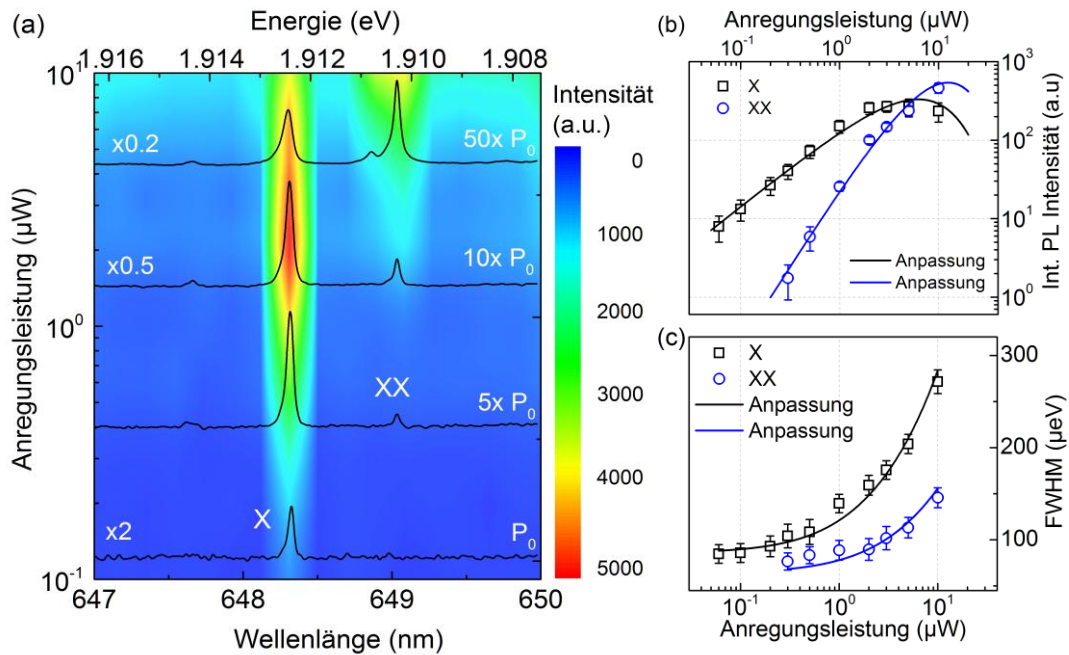 (a)
Energie (eV)
1.916 1.914 1.912 1.910 1.908
10¹
10⁰
10⁻¹
Anregungsleistung (µW)
x0.2 50x P₀
x0.5 10x P₀
XX
5x P₀
X
x2 P₀
647 648 649 650
Wellenlänge (nm)
Intensität
(a.u.)
0
1000
2000
3000
4000
5000
(b)
Anregungsleistung (µW)
10⁻¹ 10⁰ 10¹
X
XX
Anpassung
Anpassung
10³
10²
10¹
10⁰
Int. PL Intensität (a.u)
(c)
X
XX
Anpassung
Anpassung
300
200
100
FWHM (µeV)
10⁻¹ 10⁰ 10¹
Anregungsleistung (µW)